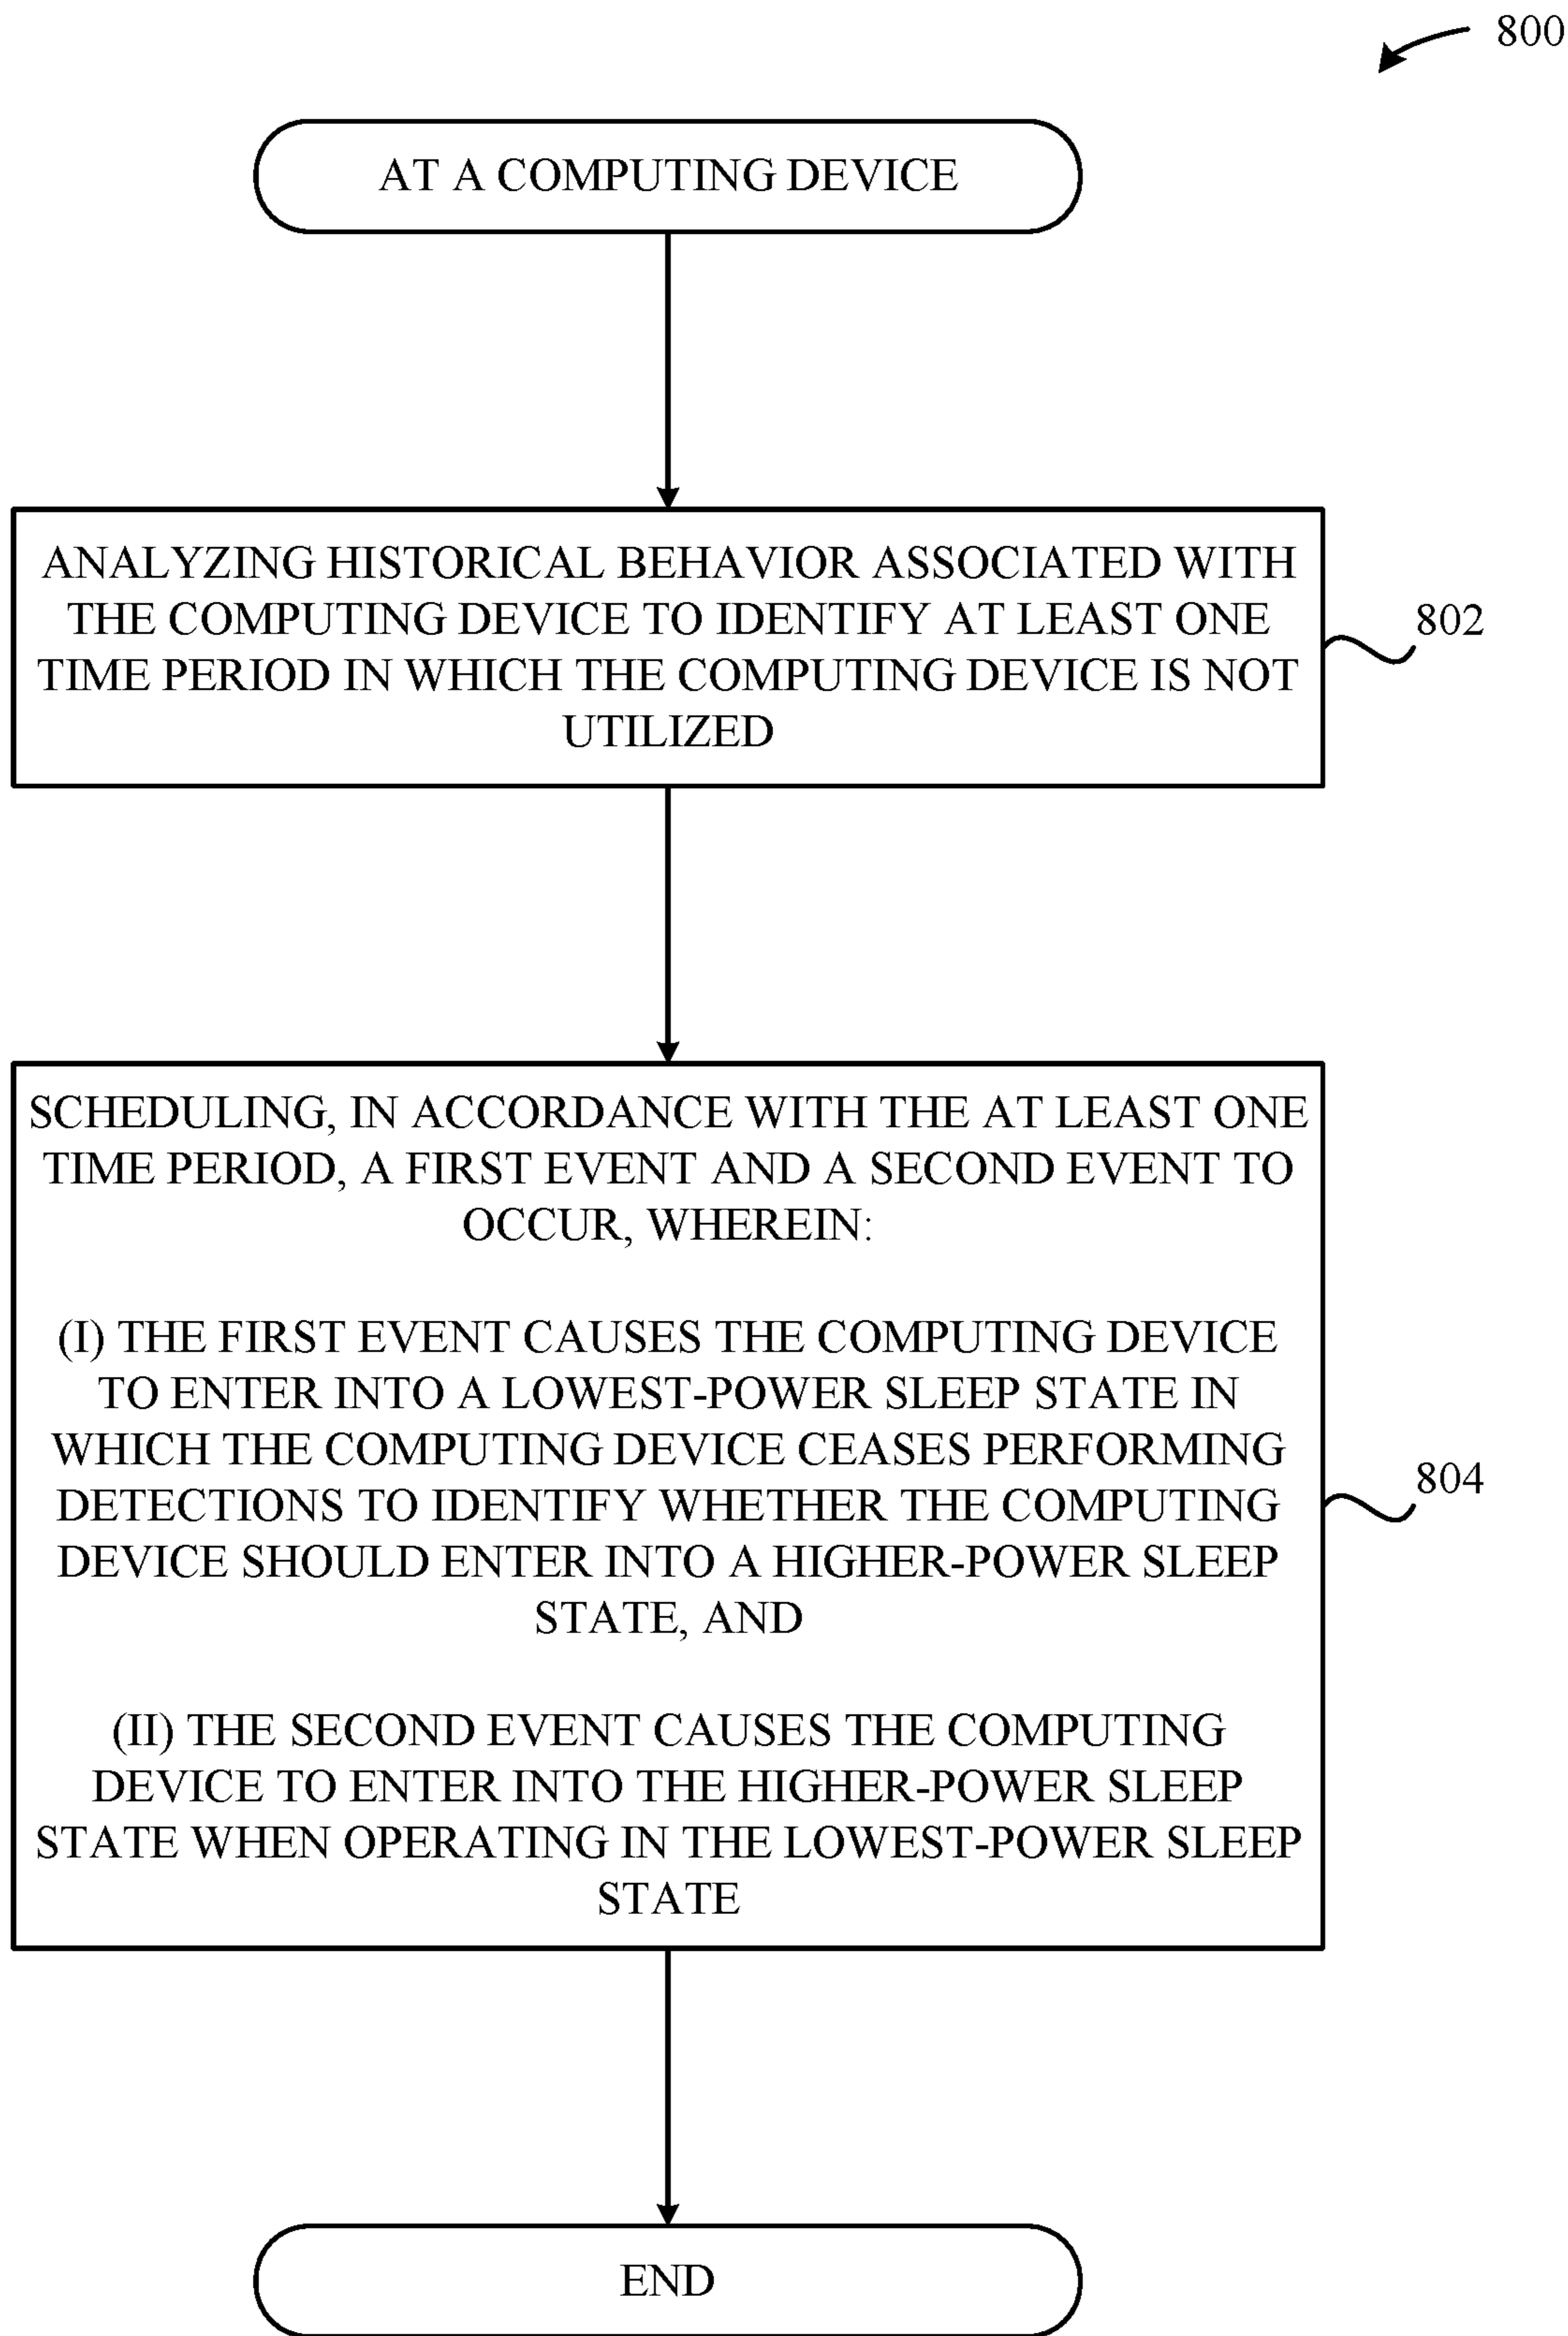 800
AT A COMPUTING DEVICE
ANALYZING HISTORICAL BEHAVIOR ASSOCIATED WITH
THE COMPUTING DEVICE TO IDENTIFY AT LEAST ONE
TIME PERIOD IN WHICH THE COMPUTING DEVICE IS NOT
UTILIZED
802
SCHEDULING, IN ACCORDANCE WITH THE AT LEAST ONE
TIME PERIOD, A FIRST EVENT AND A SECOND EVENT TO
OCCUR, WHEREIN:
(I) THE FIRST EVENT CAUSES THE COMPUTING DEVICE
TO ENTER INTO A LOWEST-POWER SLEEP STATE IN
WHICH THE COMPUTING DEVICE CEASES PERFORMING
DETECTIONS TO IDENTIFY WHETHER THE COMPUTING
DEVICE SHOULD ENTER INTO A HIGHER-POWER SLEEP
STATE, AND
(II) THE SECOND EVENT CAUSES THE COMPUTING
DEVICE TO ENTER INTO THE HIGHER-POWER SLEEP
STATE WHEN OPERATING IN THE LOWEST-POWER SLEEP
STATE
804
END